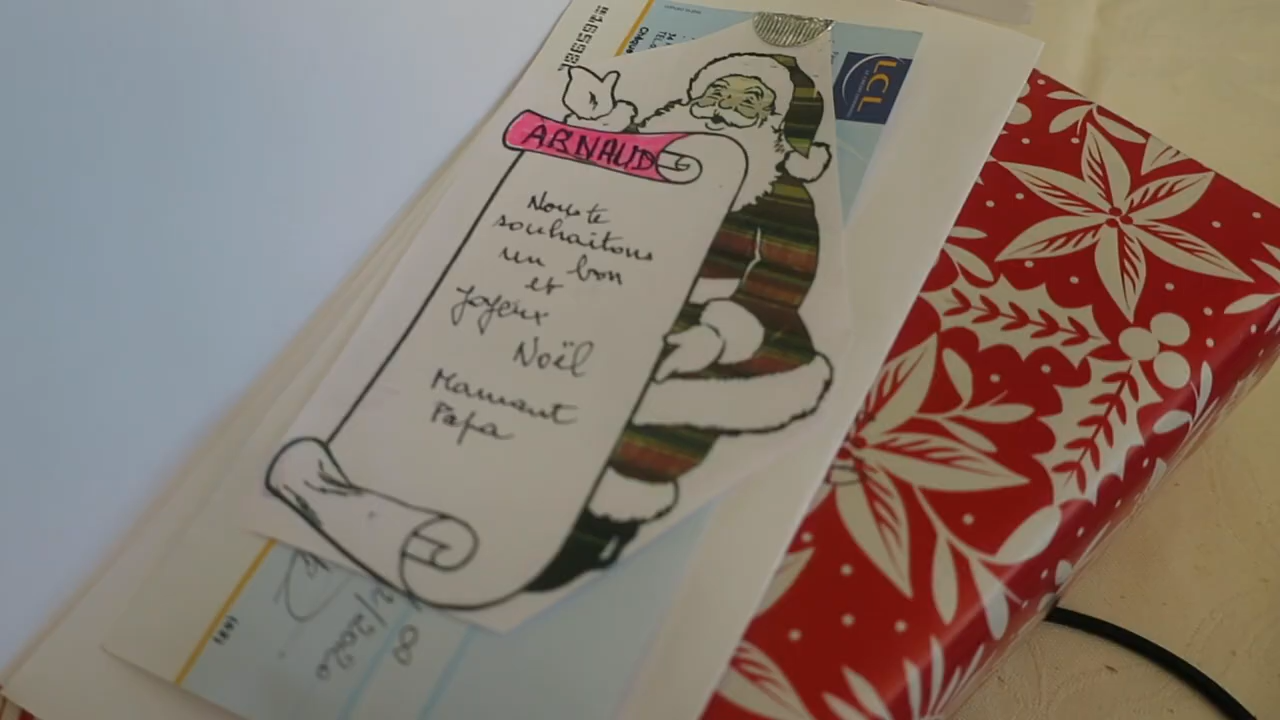 ARNAUD
Nous te
souhaitons
un bon
et
Joyeux
Noël
Maman et
Papa
LCL